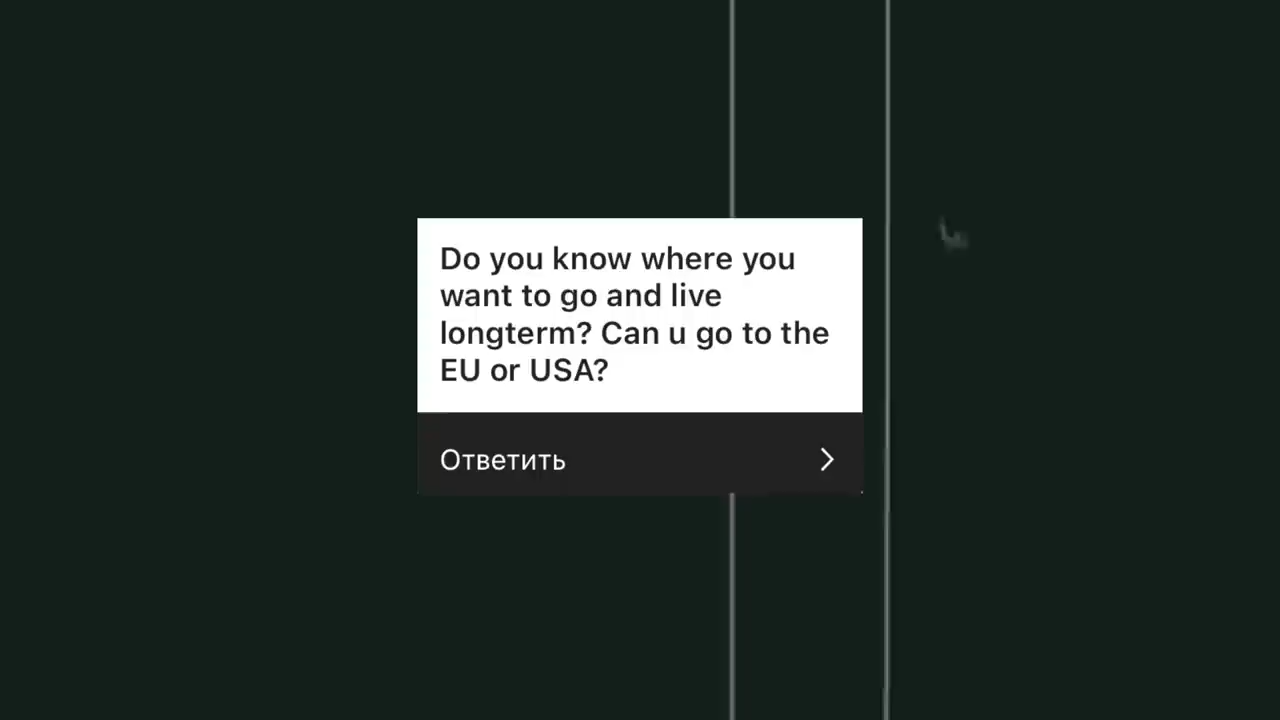 Do you know where you
want to go and live
longterm? Can u go to the
EU or USA?
Ответить